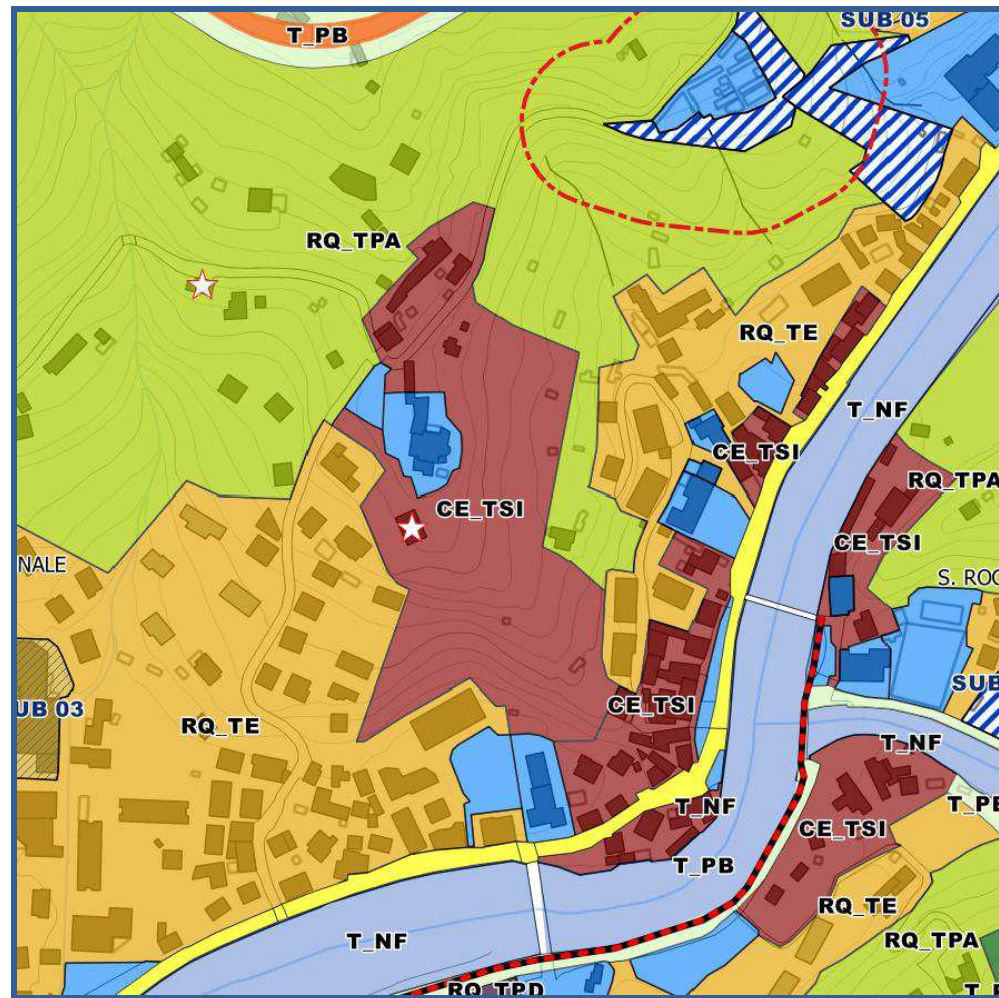 SUB 05
T_PB
RQ_TPA
RQ_TE
T_NF
CE_TSI
RQ_TPA
CE_TSI
CE_TSI
NALE
S. ROC
SUB
CE_TSI
UB 03
RQ_TE
T_NF
T_NF
CE_TSI
T_PB
RQ_TE
T_NF
RQ_TPA
RQ_TPD